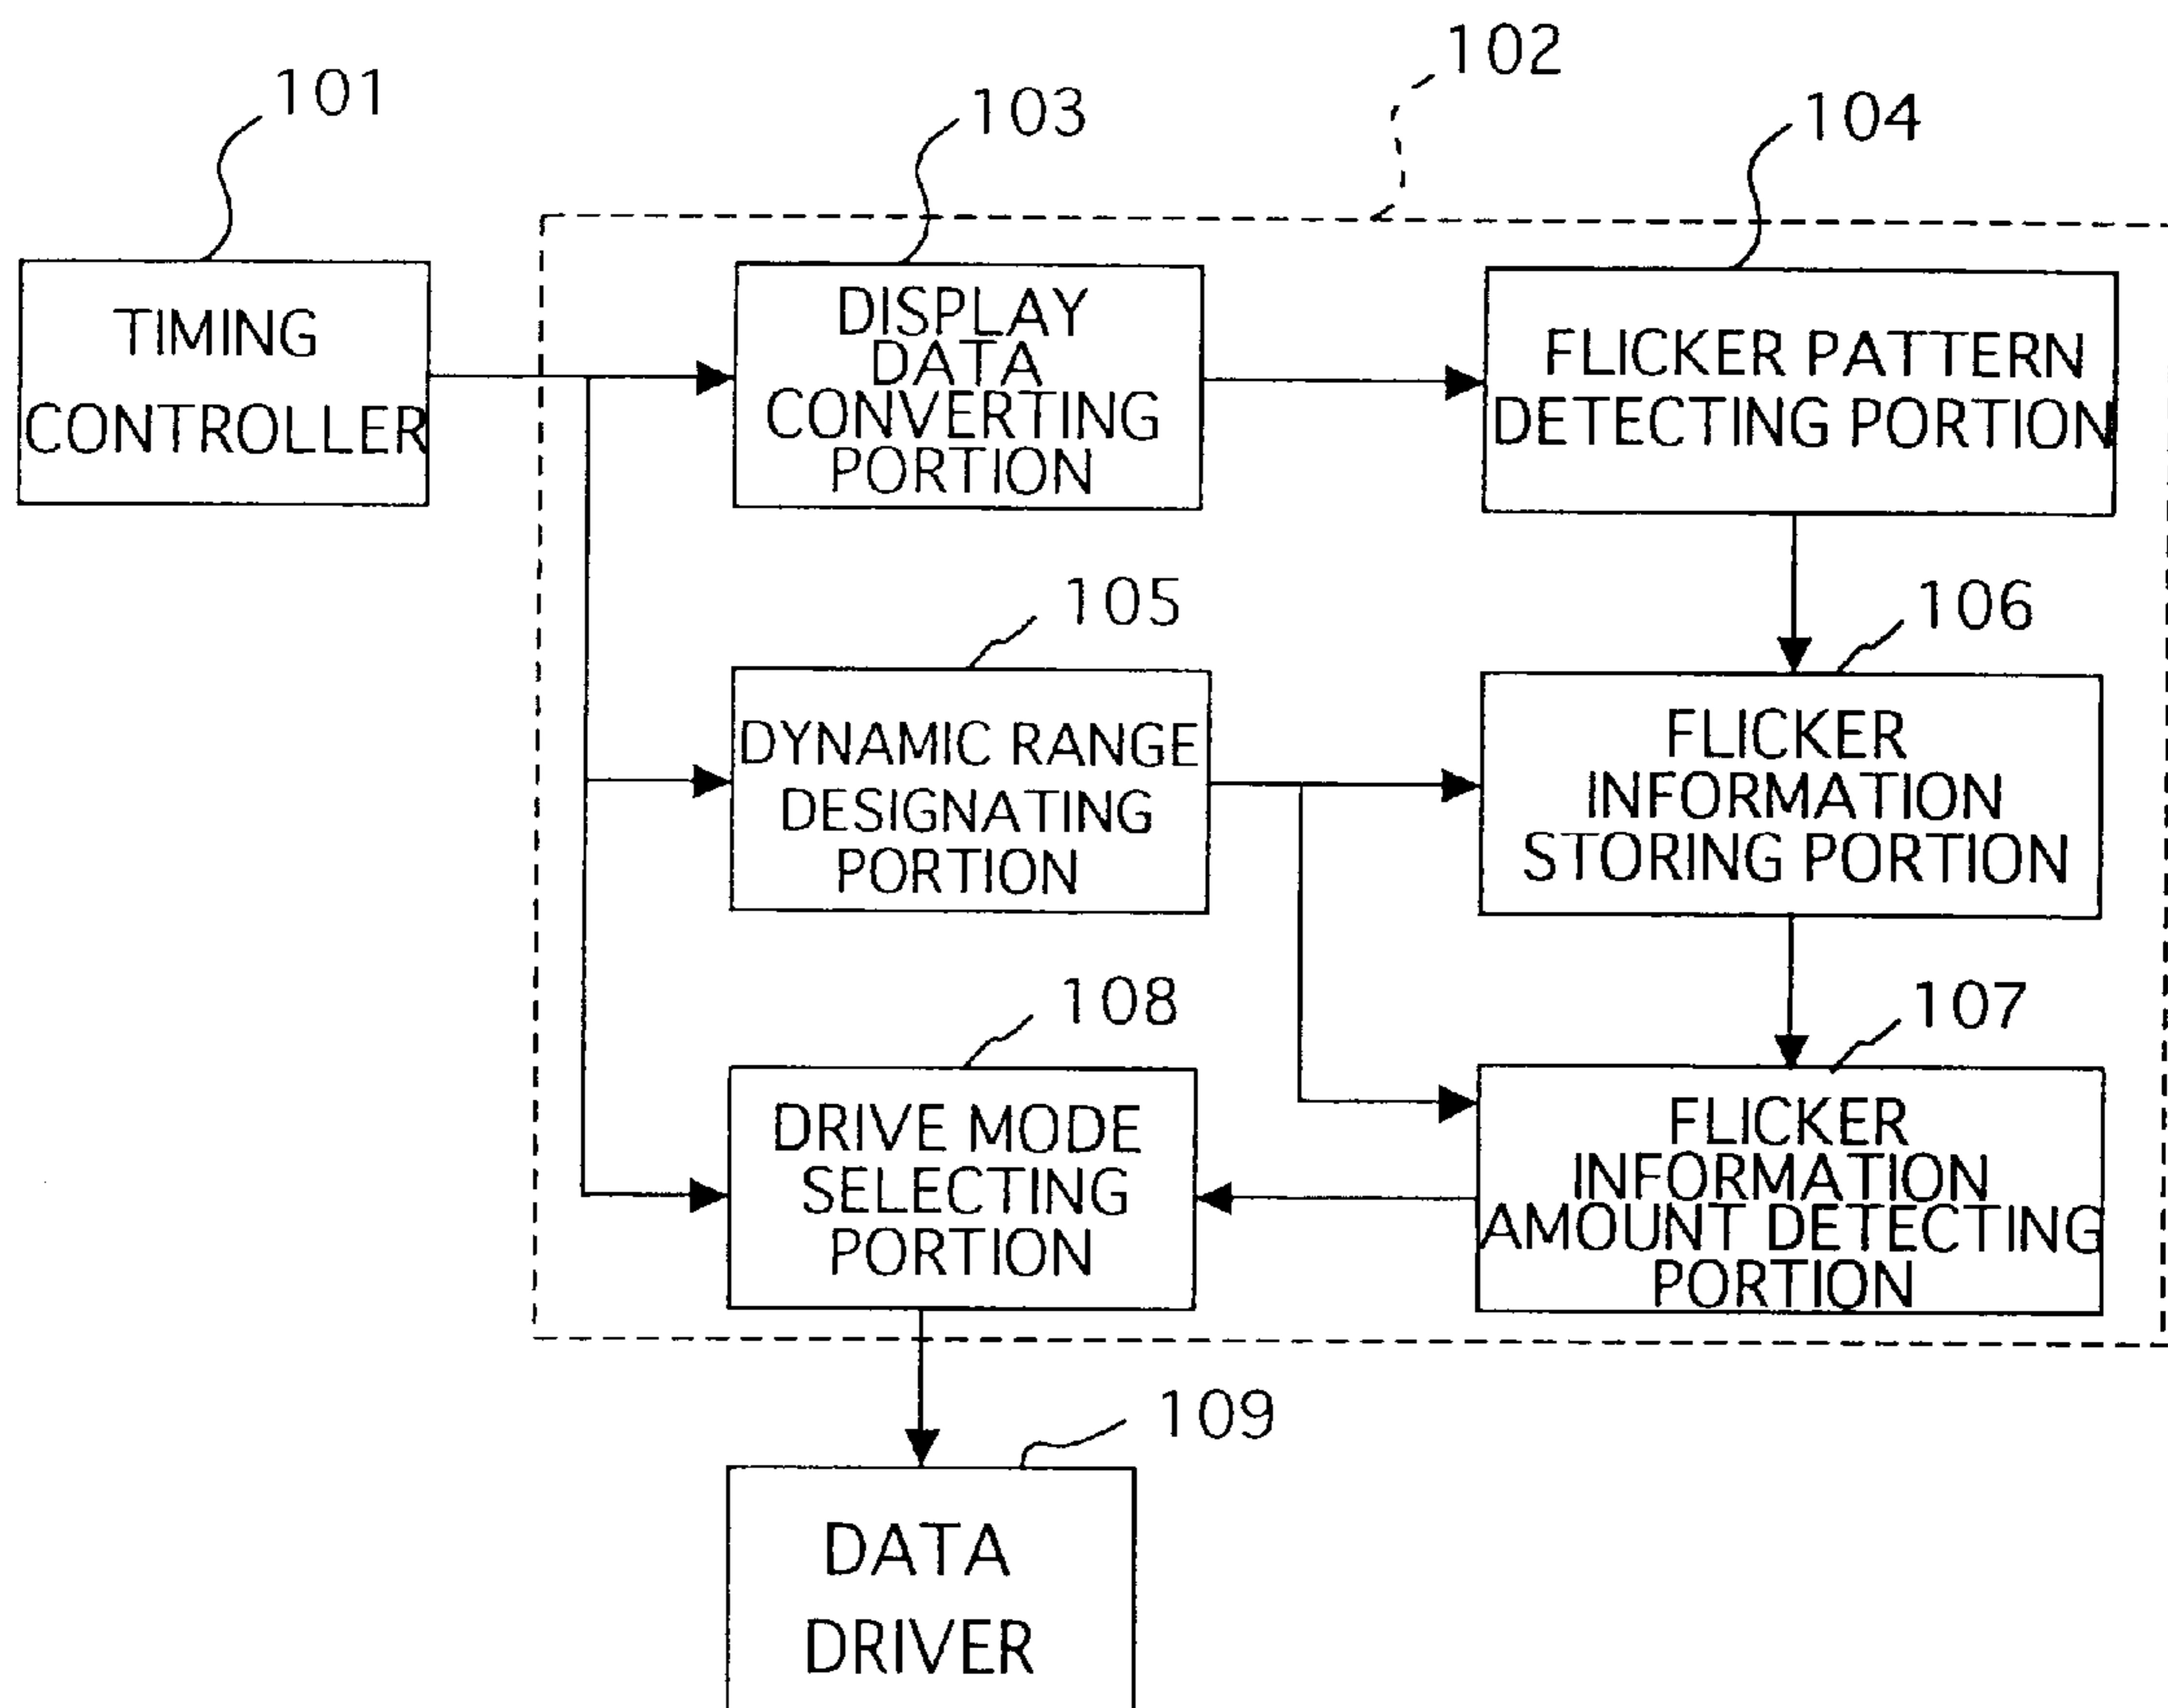 102
101
103
104
TIMING
CONTROLLER
DISPLAY
DATA
CONVERTING
PORTION
FLICKER PATTERN
DETECTING PORTION
105
106
DYNAMIC RANGE
DESIGNATING
PORTION
FLICKER
INFORMATION
STORING PORTION
108
107
DRIVE MODE
SELECTING
PORTION
FLICKER
INFORMATION
AMOUNT DETECTING
PORTION
109
DATA
DRIVER